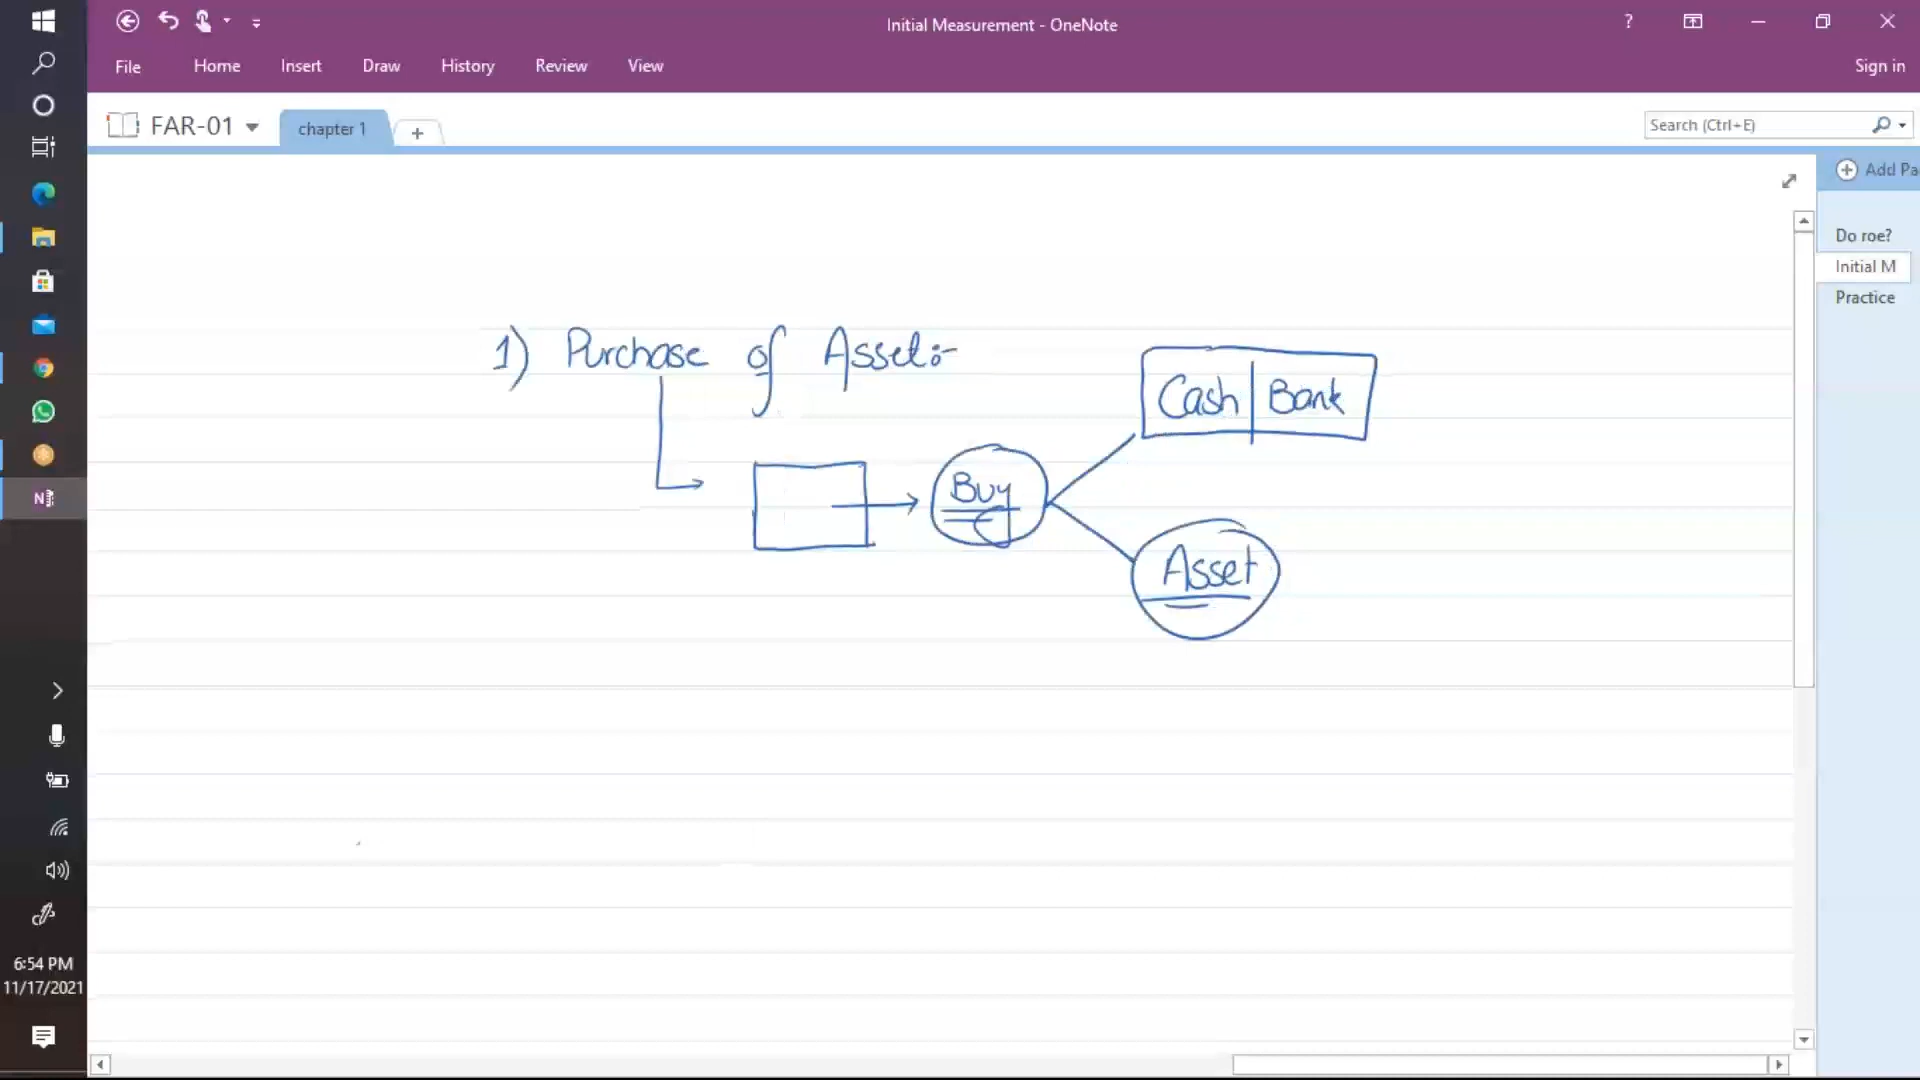 Initial Measurement - OneNote
?
File Home Insert Draw History Review View
Sign in
FAR-01 chapter 1 +
Search (Ctrl+E)
Add Pa
Do roe?
Initial M
Practice
1) Purchase of Asset:-
Cash | Bank
Buy
Asset
N
6:54 PM
11/17/2021